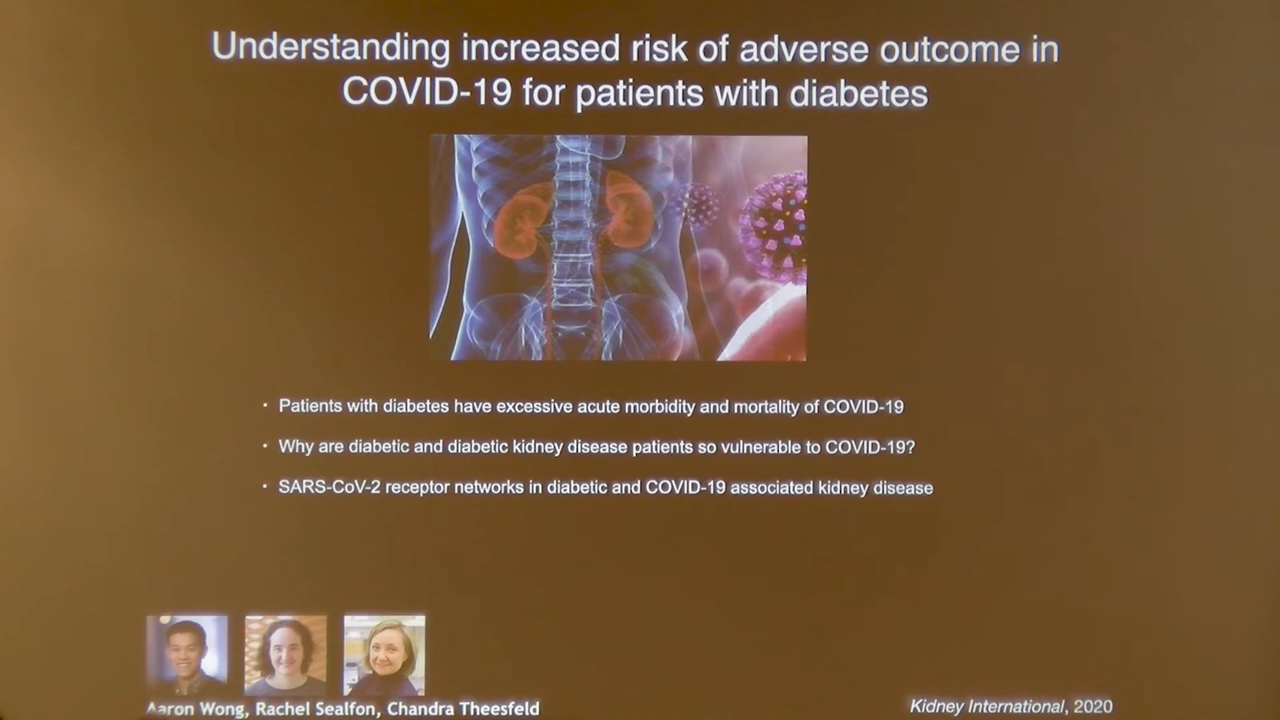 Understanding increased risk of adverse outcome in
COVID-19 for patients with diabetes
· Patients with diabetes have excessive acute morbidity and mortality of COVID-19
· Why are diabetic and diabetic kidney disease patients so vulnerable to COVID-19?
· SARS-CoV-2 receptor networks in diabetic and COVID-19 associated kidney disease
Aaron Wong, Rachel Sealfon, Chandra Theesfeld
Kidney International, 2020